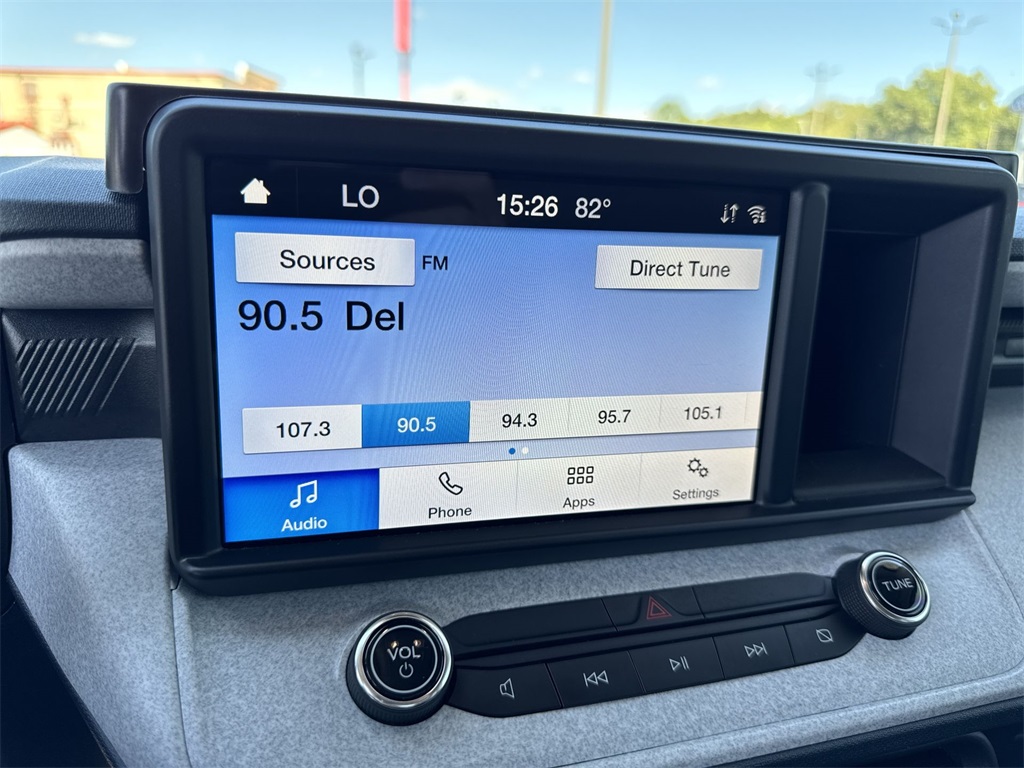 LO 15:26 82°
Sources FM Direct Tune
90.5 Del
107.3 90.5 94.3 95.7 105.1
Audio Phone Apps Settings
VOL TUNE